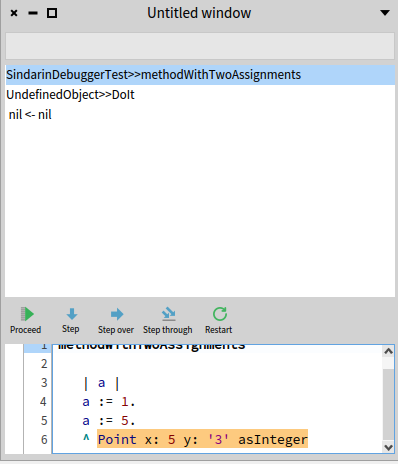 Untitled window
SindarinDebuggerTest>>methodWithTwoAssignments
UndefinedObject>>DoIt
nil <- nil
Proceed Step Step over Step through Restart
1 methodWithTwoAssignments
2
3 | a |
4 a := 1.
5 a := 5.
6 ^ Point x: 5 y: '3' asInteger